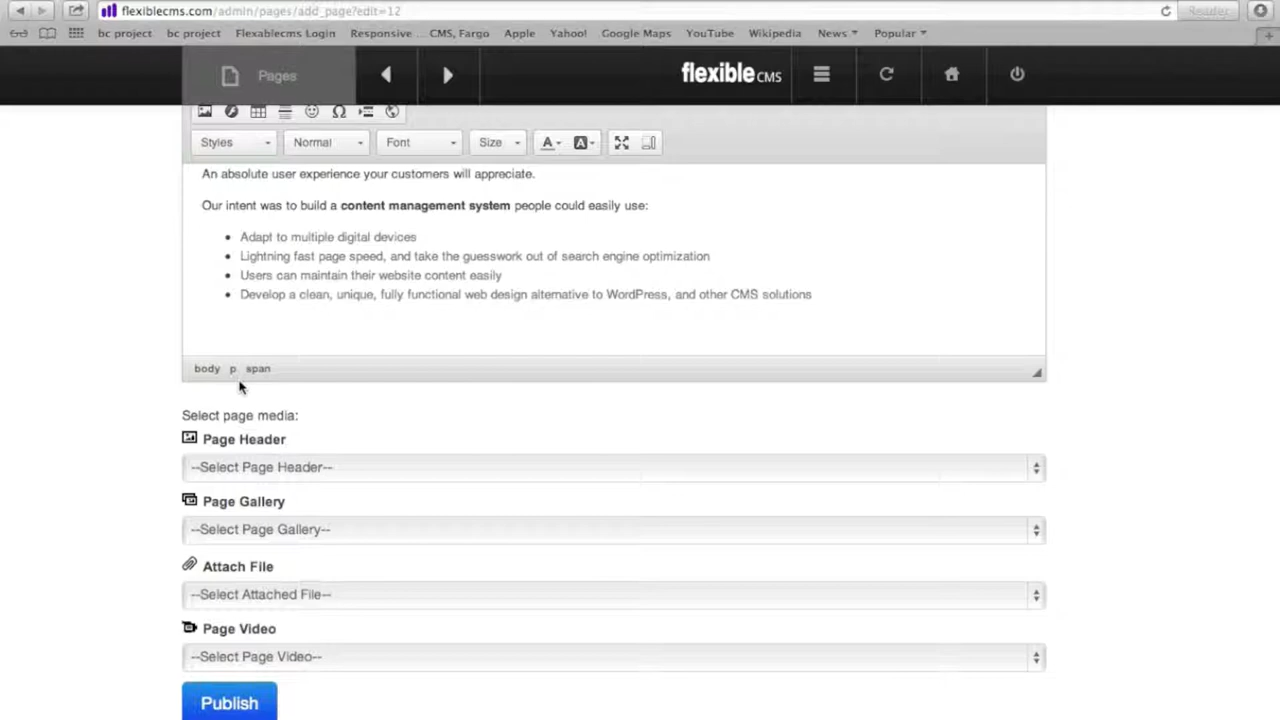 flexiblecms.com/admin/pages/add_page?edit=12 Reader
bc project bc project Flexablecms Login Responsive ... CMS, Fargo Apple Yahoo! Google Maps YouTube Wikipedia News Popular
Pages flexible CMS
Styles Normal Font Size A A
An absolute user experience your customers will appreciate.
Our intent was to build a content management system people could easily use:
Adapt to multiple digital devices
Lightning fast page speed, and take the guesswork out of search engine optimization
Users can maintain their website content easily
Develop a clean, unique, fully functional web design alternative to WordPress, and other CMS solutions
body p span
Select page media:
Page Header
--Select Page Header--
Page Gallery
--Select Page Gallery--
Attach File
--Select Attached File--
Page Video
--Select Page Video--
Publish